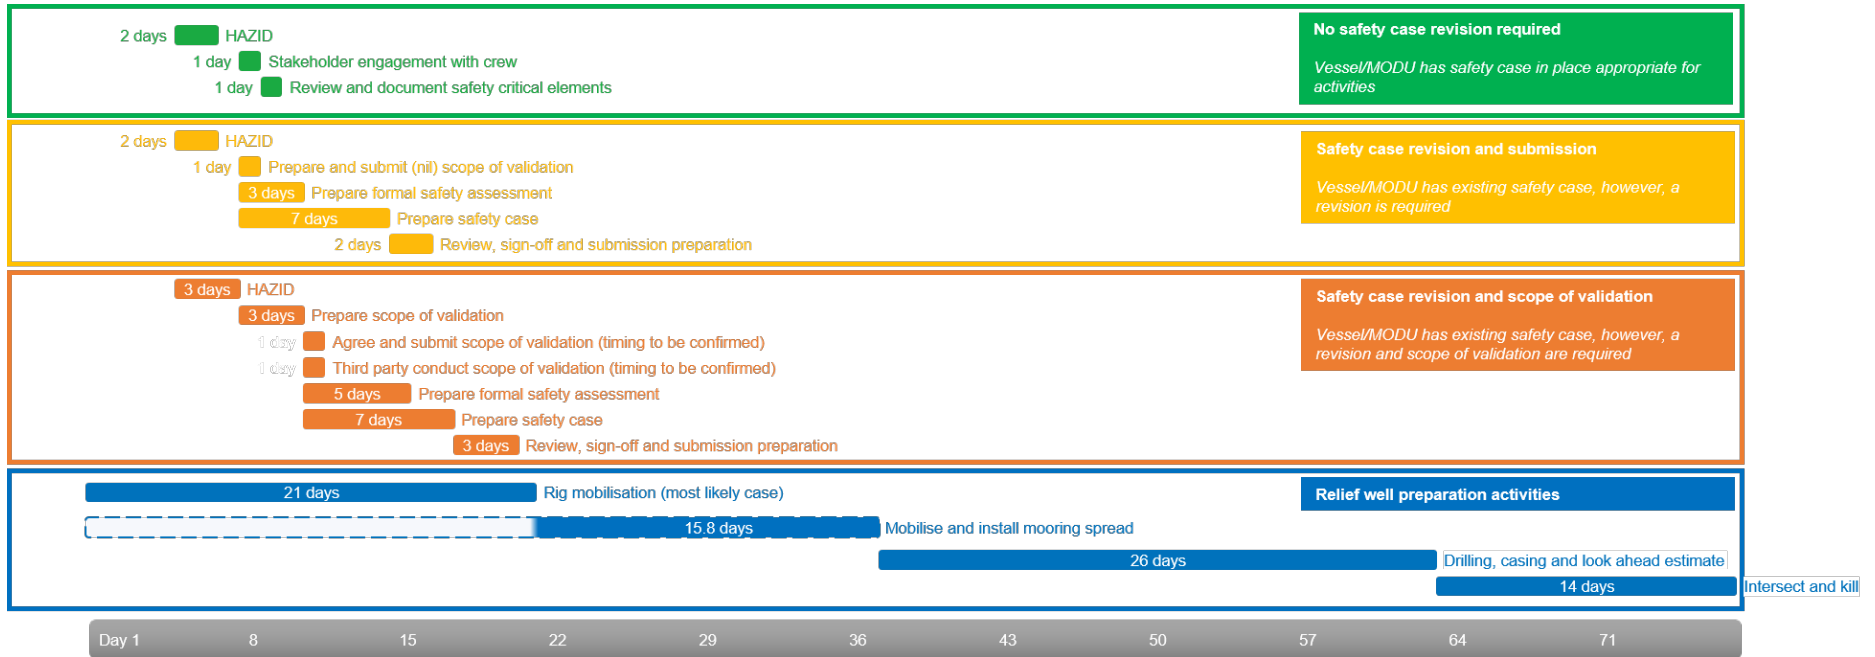 2 days HAZID
1 day Stakeholder engagement with crew
1 day Review and document safety critical elements
No safety case revision required
Vessel/MODU has safety case in place appropriate for
activities
2 days HAZID
1 day Prepare and submit (nil) scope of validation
3 days Prepare formal safety assessment
7 days Prepare safety case
2 days Review, sign-off and submission preparation
Safety case revision and submission
Vessel/MODU has existing safety case, however, a
revision is required
3 days HAZID
3 days Prepare scope of validation
1 day Agree and submit scope of validation (timing to be confirmed)
1 day Third party conduct scope of validation (timing to be confirmed)
5 days Prepare formal safety assessment
7 days Prepare safety case
3 days Review, sign-off and submission preparation
Safety case revision and scope of validation
Vessel/MODU has existing safety case, however, a
revision and scope of validation are required
21 days Rig mobilisation (most likely case)
15.8 days Mobilise and install mooring spread
26 days Drilling, casing and look ahead estimate
14 days Intersect and kill
Relief well preparation activities
Day 1 8 15 22 29 36 43 50 57 64 71